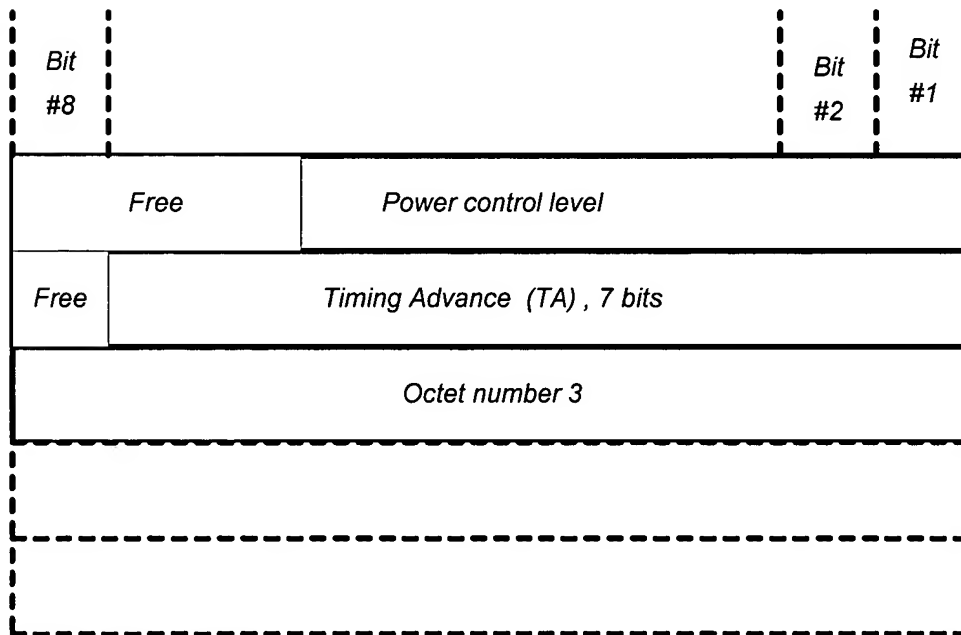 Bit
#8
Bit
#2
Bit
#1
Free
Power control level
Free
Timing Advance (TA) , 7 bits
Octet number 3